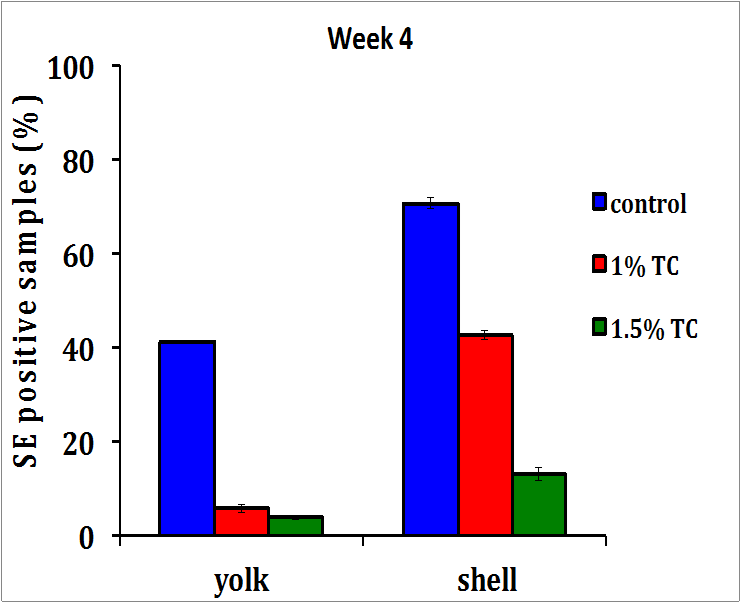 Week 4
SE positive samples (%)
100
80
60
40
20
0
yolk
shell
control
1% TC
1.5% TC